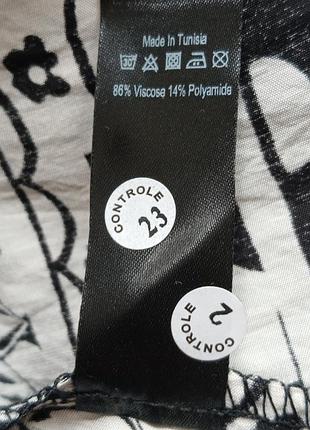 Made In Tunisia
30°
86% Viscose 14% Polyamide
CONTROLE
23
2
CONTROLE